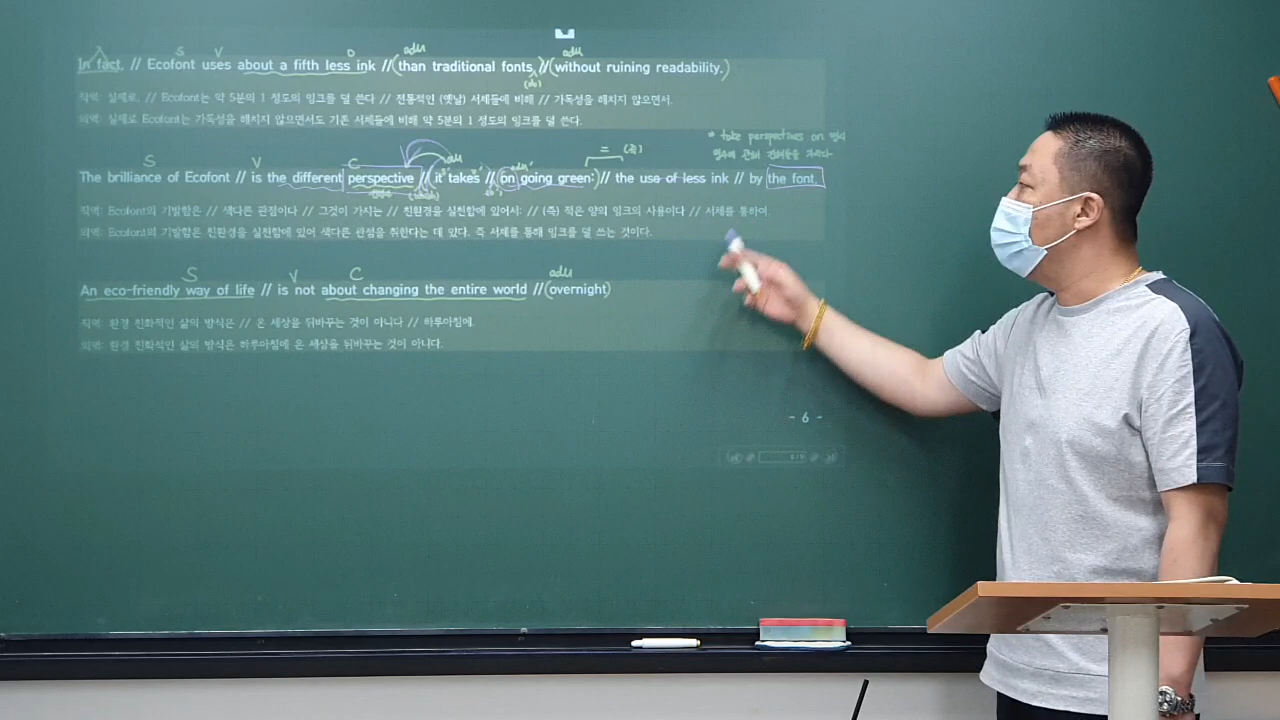 In fact, // Ecofont uses about a fifth less ink //(than traditional fonts //(without ruining readability.)
직역: 실제로, // Ecofont는 약 5분의 1 정도의 잉크를 덜 쓴다 // 전통적인 (옛날) 서체들에 비해 // 가독성을 해치지 않으면서.
의역: 실제로 Ecofont는 가독성을 해치지 않으면서도 기존 서체들에 비해 약 5분의 1 정도의 잉크를 덜 쓴다.
* take perspectives on
S V C adu = (즉)
The brilliance of Ecofont // is the different perspective // it takes // on going green:) // the use of less ink // by the font.
직역: Ecofont의 기발함은 // 색다른 관점이다 // 그것이 가지는 // 친환경을 실천함에 있어서: // (즉) 적은 양의 잉크의 사용이다 // 서체를 통하여.
의역: Ecofont의 기발함은 친환경을 실천함에 있어 색다른 관점을 취한다는 데 있다. 즉 서체를 통해 잉크를 덜 쓰는 것이다.
S V C adu
An eco-friendly way of life // is not about changing the entire world //(overnight)
직역: 환경 친화적인 삶의 방식은 // 온 세상을 뒤바꾸는 것이 아니다 // 하루아침에.
의역: 환경 친화적인 삶의 방식은 하루아침에 온 세상을 뒤바꾸는 것이 아니다.
- 6 -